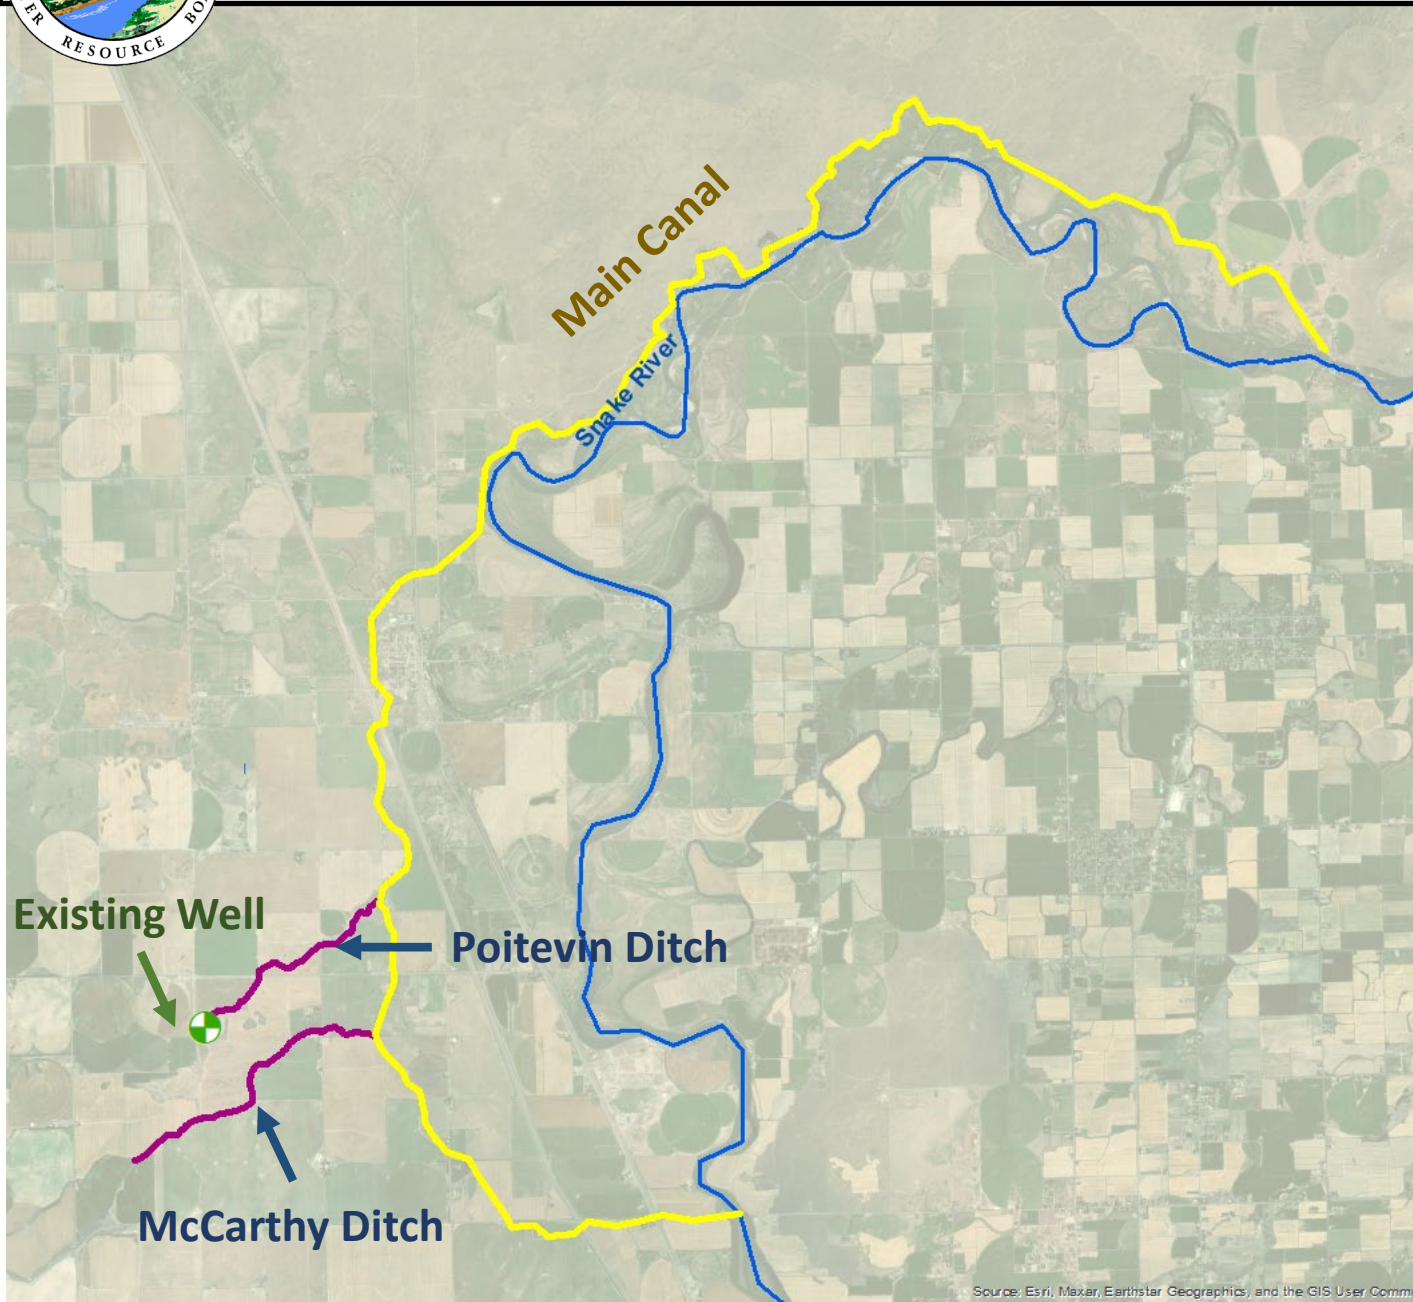 RESOURCE
Main Canal
Snake River
Existing Well
Poitevin Ditch
McCarthy Ditch
Source: Esri, Maxar, Earthstar Geographics, and the GIS User